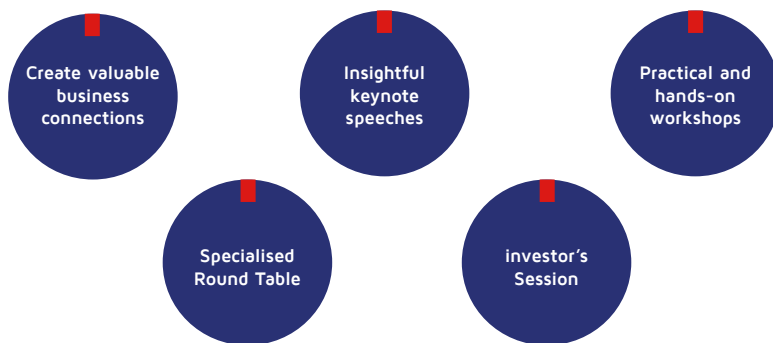 Create valuable
business
connections
Insightful
keynote
speeches
Practical and
hands-on
workshops
Specialised
Round Table
investor’s
Session